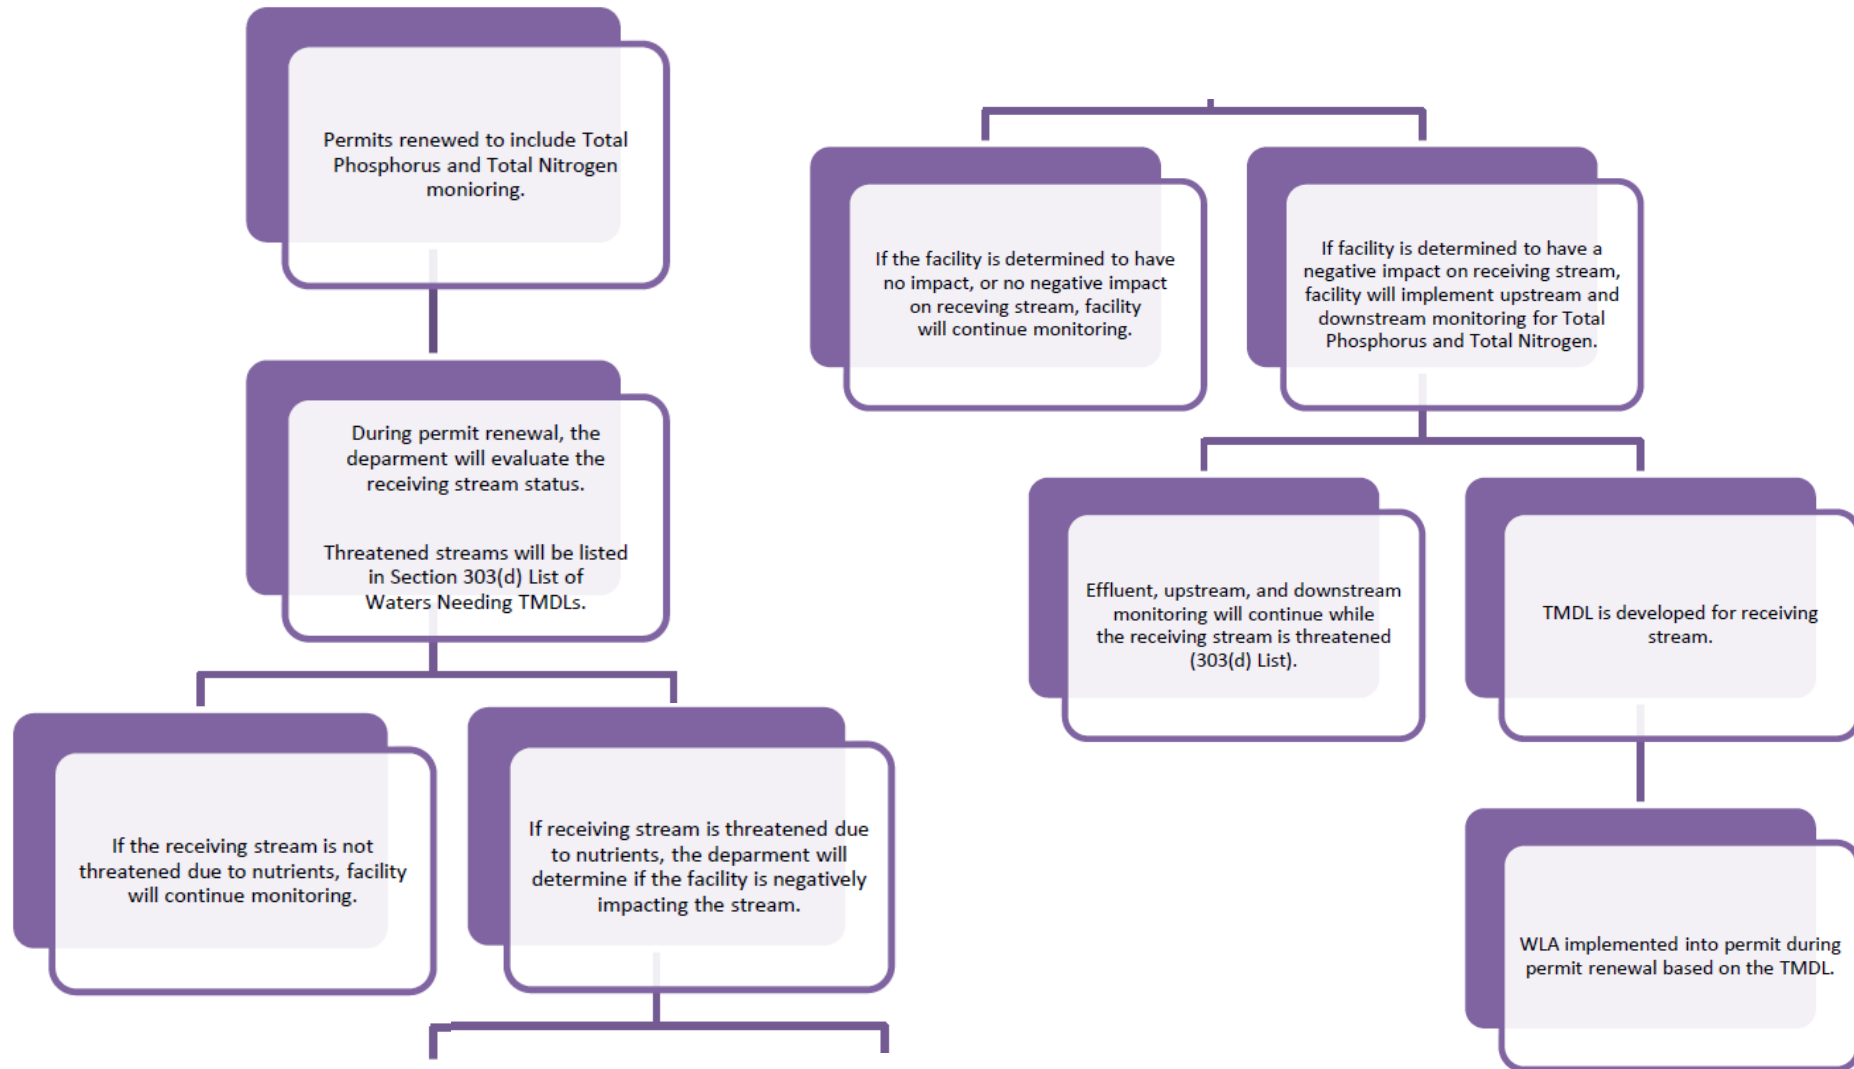 Permits renewed to include Total
Phosphorus and Total Nitrogen
monioring.
During permit renewal, the
deparment will evaluate the
receiving stream status.
Threatened streams will be listed
in Section 303(d) List of
Waters Needing TMDLs.
If the receiving stream is not
threatened due to nutrients, facility
will continue monitoring.
If receiving stream is threatened due
to nutrients, the deparment will
determine if the facility is negatively
impacting the stream.
If the facility is determined to have
no impact, or no negative impact
on receving stream, facility
will continue monitoring.
If facility is determined to have a
negative impact on receiving stream,
facility will implement upstream and
downstream monitoring for Total
Phosphorus and Total Nitrogen.
Effluent, upstream, and downstream
monitoring will continue while
the receiving stream is threatened
(303(d) List).
TMDL is developed for receiving
stream.
WLA implemented into permit during
permit renewal based on the TMDL.